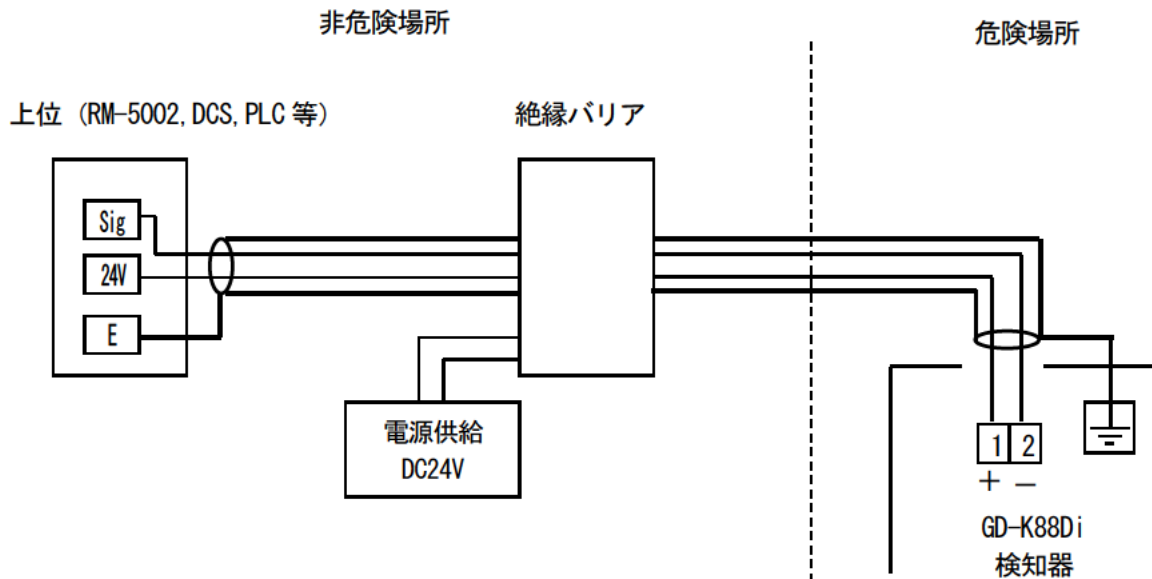 非危険場所
危険場所
上位（RM-5002, DCS, PLC 等）
絶縁バリア
Sig
24V
E
電源供給
DC24V
1 2
＋ －
GD-K88Di
検知器